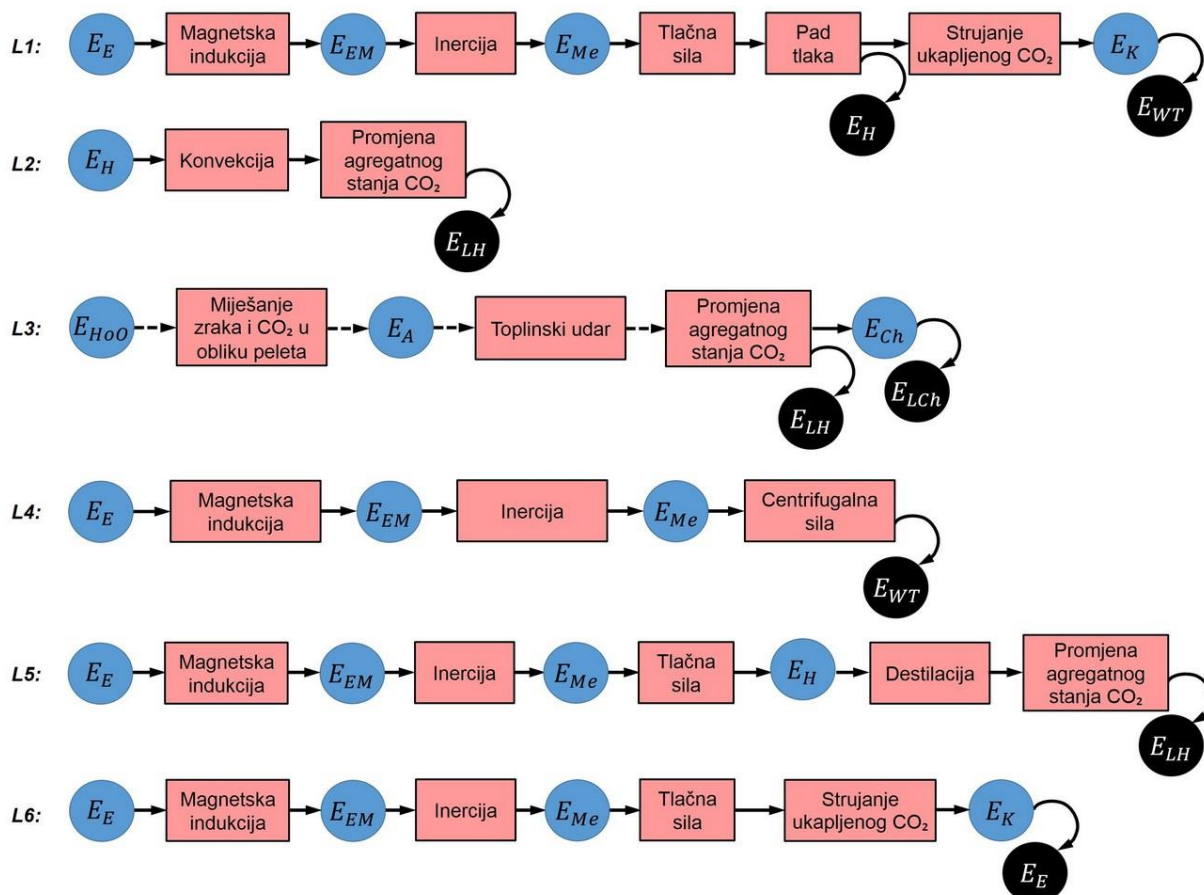 L1:
E_E
Magnetska
indukcija
E_EM
Inercija
E_Me
Tlačna
sila
Pad
tlaka
E_H
Strujanje
ukapljenog CO₂
E_K
E_WT
L2:
E_H
Konvekcija
Promjena
agregatnog
stanja CO₂
E_LH
L3:
E_HoO
Miješanje
zraka i CO₂ u
obliku peleta
E_A
Toplinski udar
Promjena
agregatnog
stanja CO₂
E_LH
E_Ch
E_LCh
L4:
E_E
Magnetska
indukcija
E_EM
Inercija
E_Me
Centrifugalna
sila
E_WT
L5:
E_E
Magnetska
indukcija
E_EM
Inercija
E_Me
Tlačna
sila
E_H
Destilacija
Promjena
agregatnog
stanja CO₂
E_LH
L6:
E_E
Magnetska
indukcija
E_EM
Inercija
E_Me
Tlačna
sila
Strujanje
ukapljenog CO₂
E_K
E_E